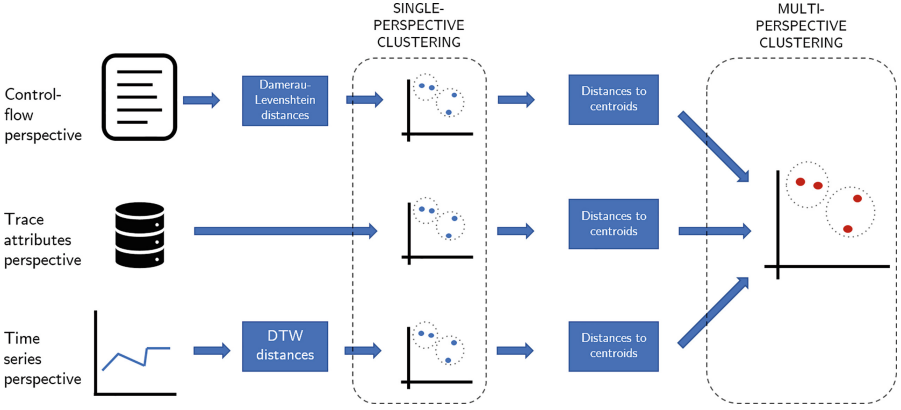 SINGLE-
PERSPECTIVE
CLUSTERING
MULTI-
PERSPECTIVE
CLUSTERING
Control-
flow
perspective
Damerau-
Levenshtein
distances
Distances to
centroids
Trace
attributes
perspective
Distances to
centroids
Time
series
perspective
DTW
distances
Distances to
centroids